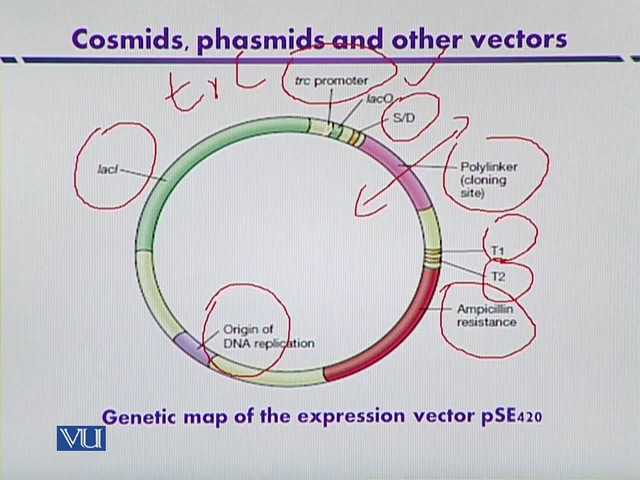 Cosmids, phasmids and other vectors
trc
trc promoter
lacO
S/D
lacI
Polylinker
(cloning
site)
T1
T2
Ampicillin
resistance
Origin of
DNA replication
Genetic map of the expression vector pSE420
VU